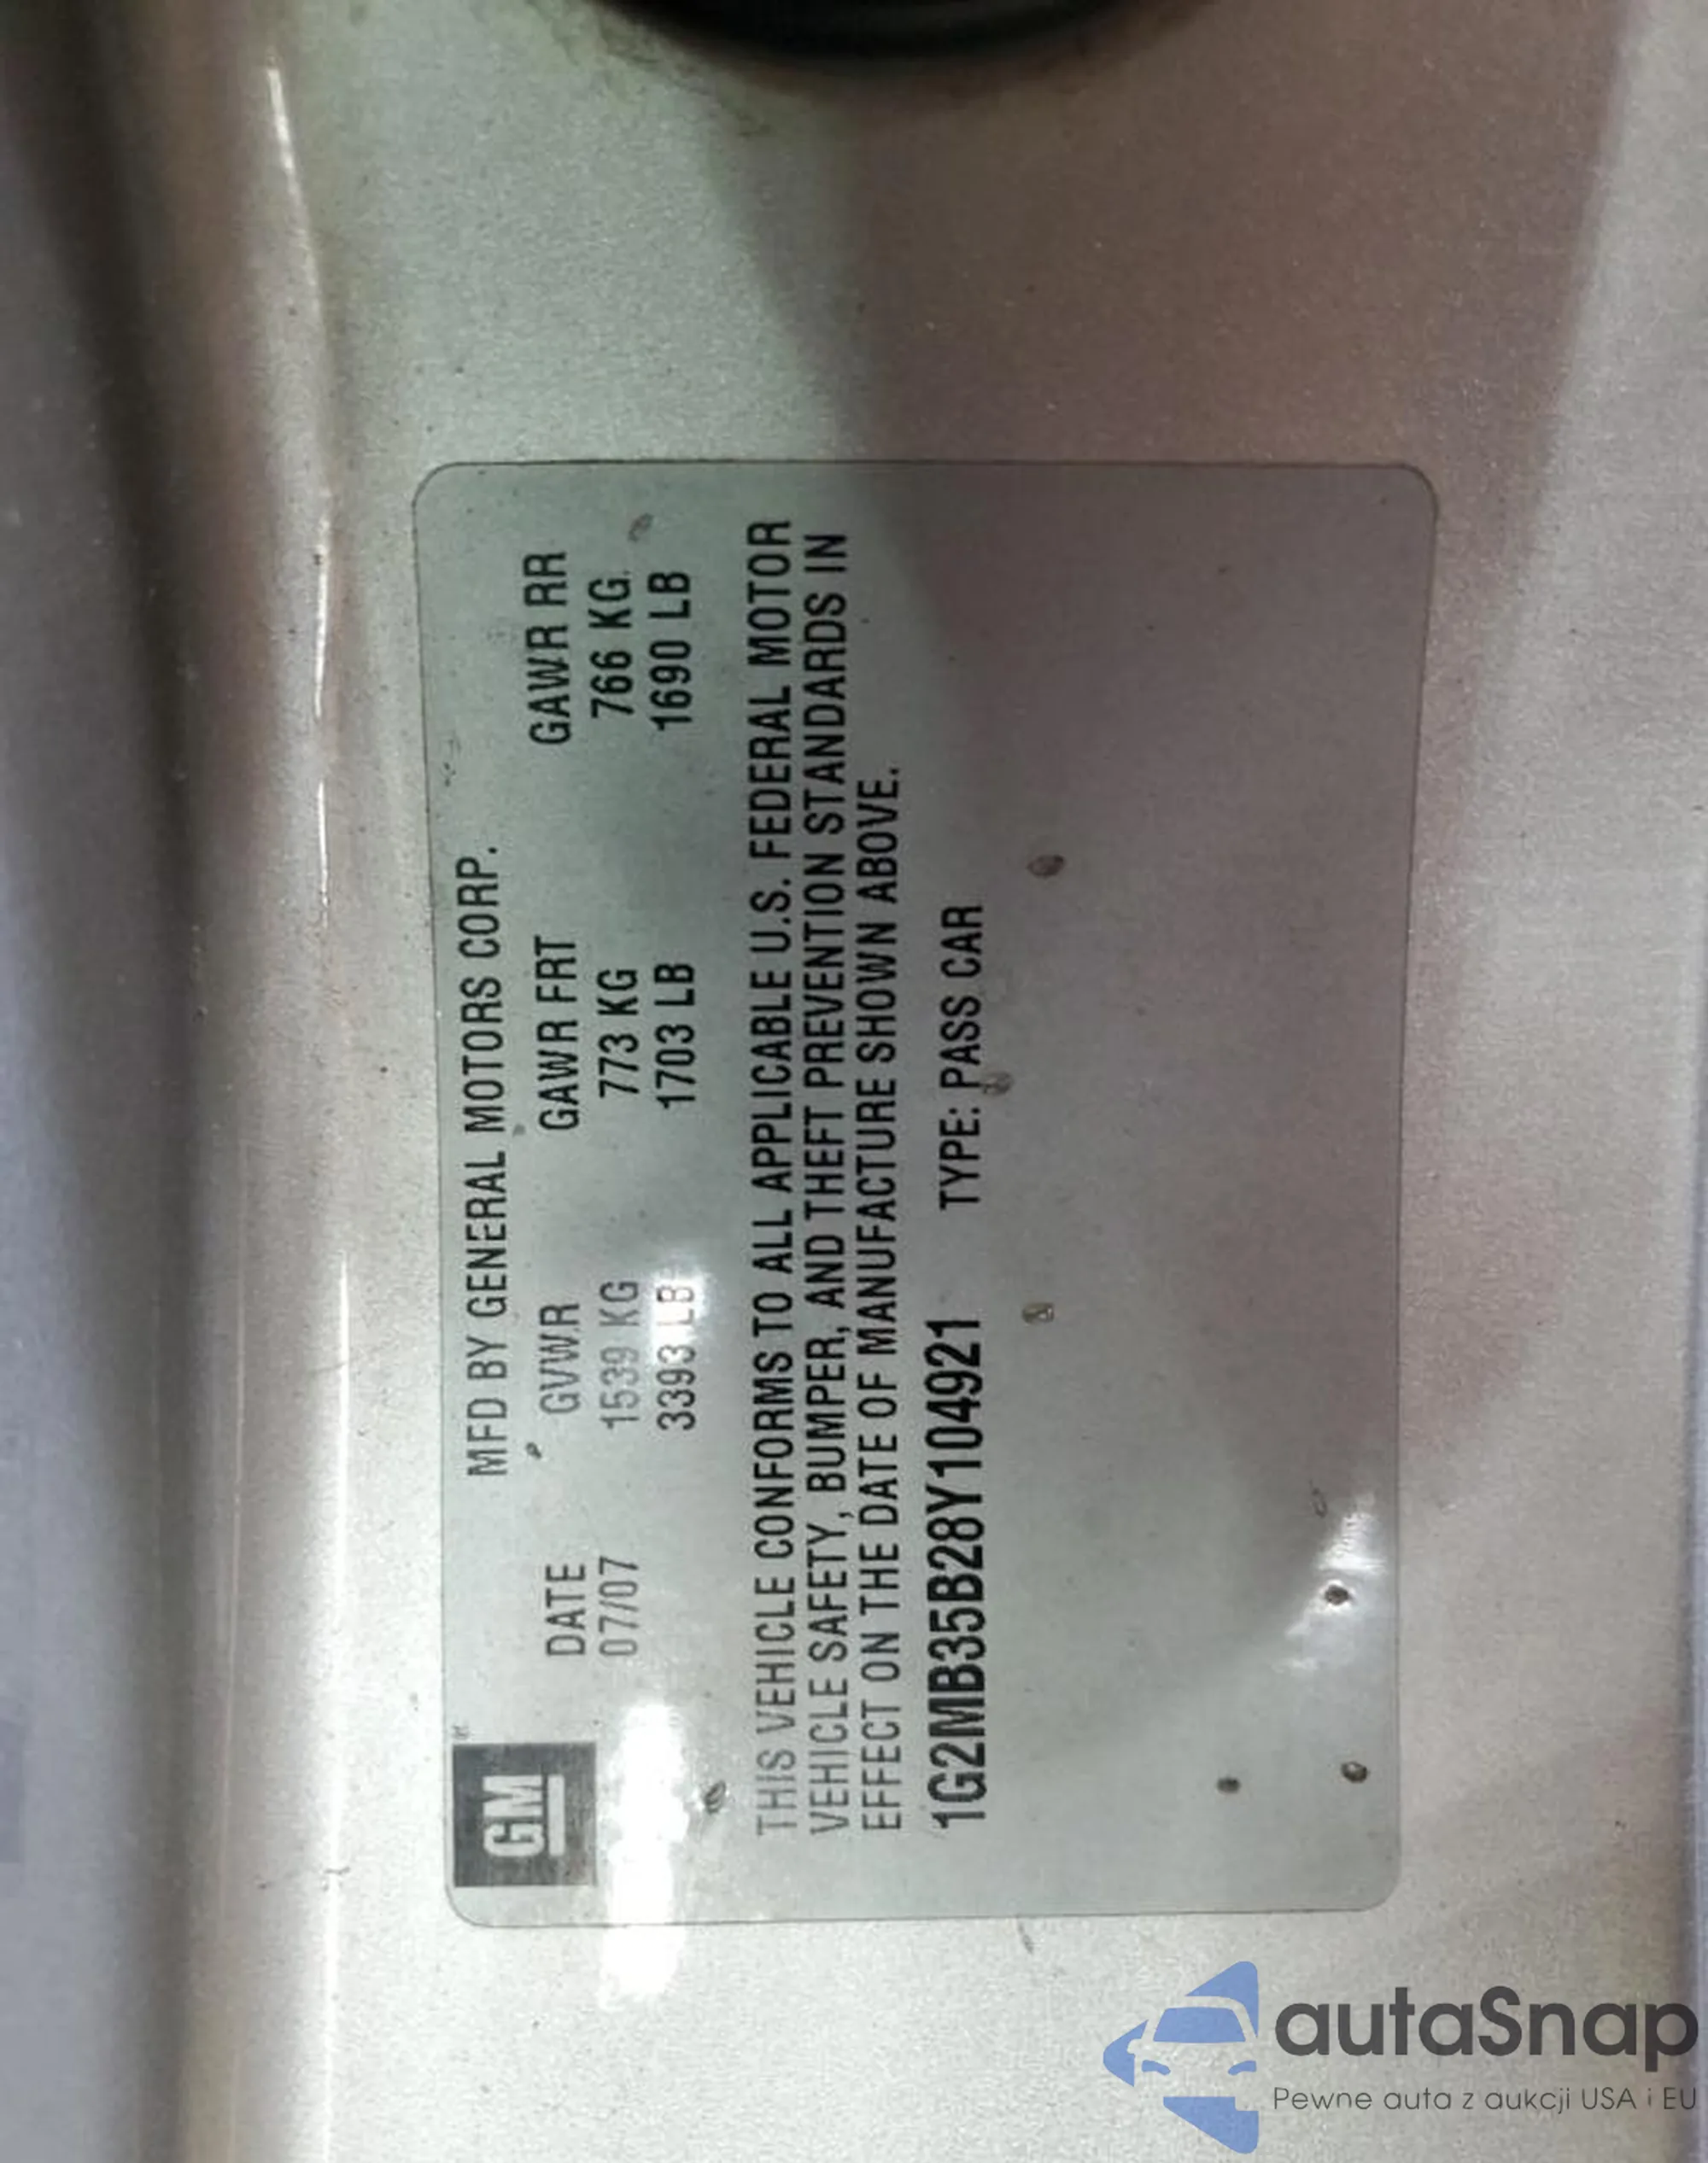 GM
MFD BY GENERAL MOTORS CORP.
DATE GVWR GAWR FRT GAWR RR
07/07 1539 KG 773 KG 766 KG
3393 LB 1703 LB 1690 LB
THIS VEHICLE CONFORMS TO ALL APPLICABLE U.S. FEDERAL MOTOR
VEHICLE SAFETY, BUMPER, AND THEFT PREVENTION STANDARDS IN
EFFECT ON THE DATE OF MANUFACTURE SHOWN ABOVE.
1G2MB35B28Y104921 TYPE: PASS CAR
autaSnap
Pewne auta z aukcji USA i EU